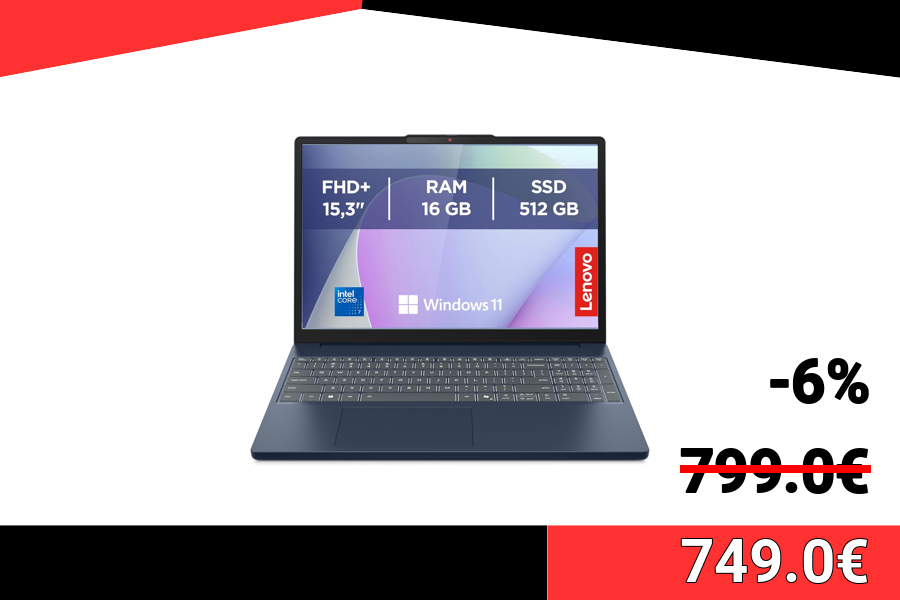 FHD+
15,3"
RAM
16 GB
SSD
512 GB
intel
CORE
7
Windows 11
Lenovo
-6%
799.0€
749.0€